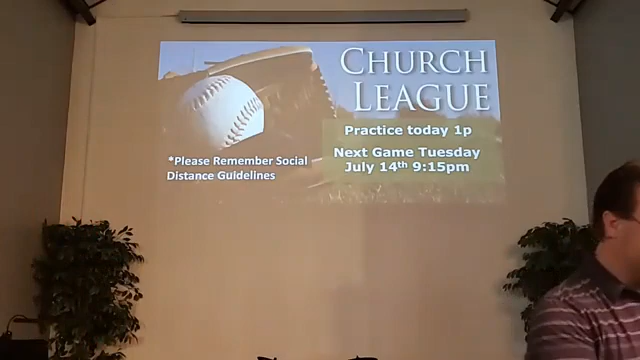 CHURCH
LEAGUE
Practice today 1p
Next Game Tuesday
July 14th 9:15pm
*Please Remember Social
Distance Guidelines